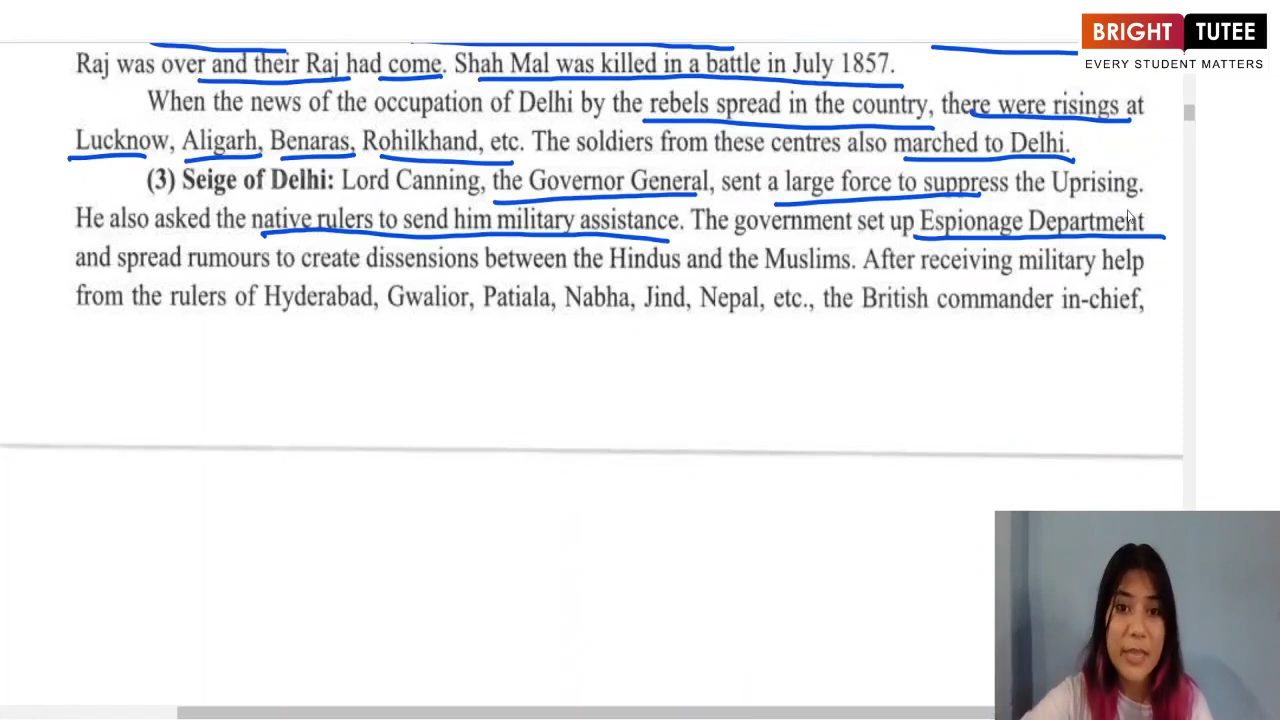 BRIGHT TUTEE
EVERY STUDENT MATTERS
Raj was over and their Raj had come. Shah Mal was killed in a battle in July 1857.
When the news of the occupation of Delhi by the rebels spread in the country, there were risings at
Lucknow, Aligarh, Benaras, Rohilkhand, etc. The soldiers from these centres also marched to Delhi.
(3) Seige of Delhi: Lord Canning, the Governor General, sent a large force to suppress the Uprising.
He also asked the native rulers to send him military assistance. The government set up Espionage Department
and spread rumours to create dissensions between the Hindus and the Muslims. After receiving military help
from the rulers of Hyderabad, Gwalior, Patiala, Nabha, Jind, Nepal, etc., the British commander in-chief,